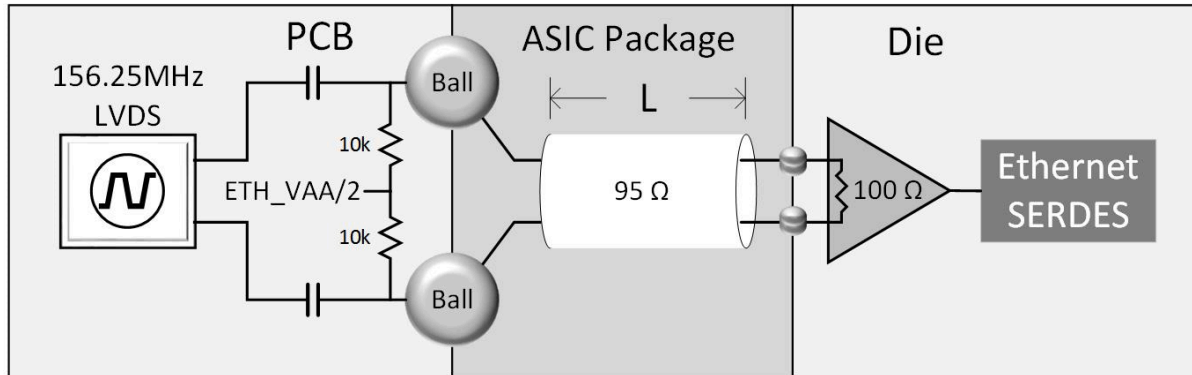 PCB
ASIC Package
Die
156.25MHz
LVDS
Ball
L
10k
ETH_VAA/2
10k
95 Ω
100 Ω
Ethernet
SERDES
Ball